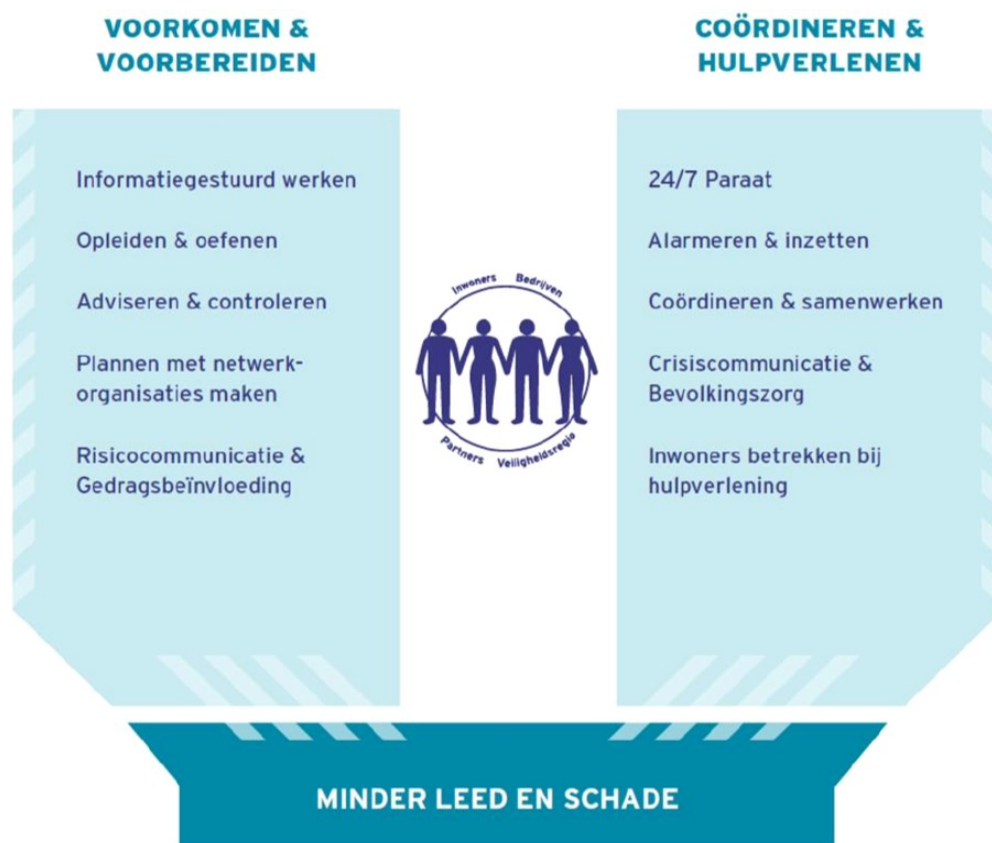 VOORKOMEN &
VOORBEREIDEN
Informatiegestuurd werken
Opleiden & oefenen
Adviseren & controleren
Plannen met netwerk-
organisaties maken
Risicocommunicatie &
Gedragsbeïnvloeding
Inwoners Bedrijven
Partners Veiligheidsregio
COÖRDINEREN &
HULPVERLENEN
24/7 Paraat
Alarmeren & inzetten
Coördineren & samenwerken
Crisiscommunicatie &
Bevolkingszorg
Inwoners betrekken bij
hulpverlening
MINDER LEED EN SCHADE